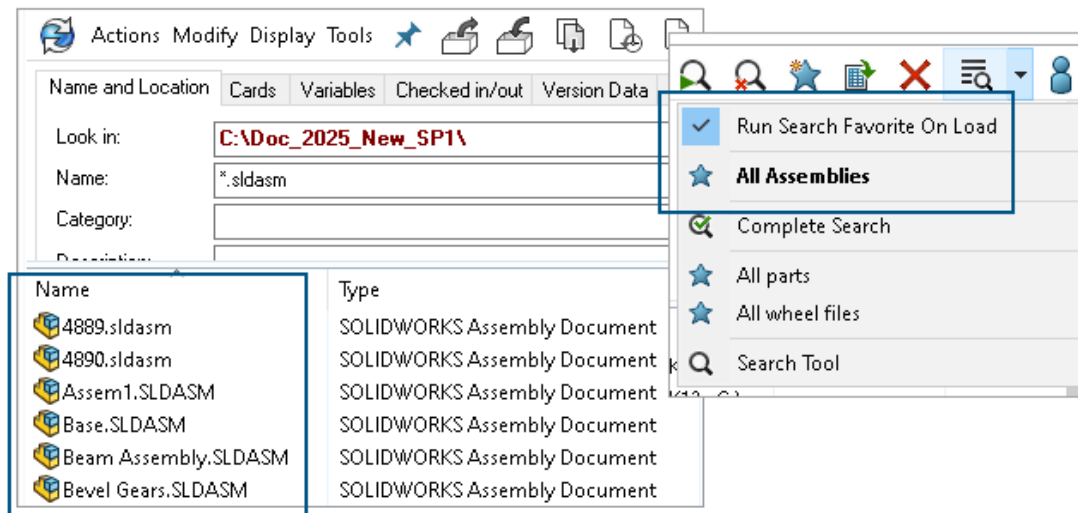 Actions Modify Display Tools
Name and Location Cards Variables Checked in/out Version Data
Look in: C:\Doc_2025_New_SP1\
Name: *.sldasm
Category:
Description:
Name Type
4889.sldasm SOLIDWORKS Assembly Document
4890.sldasm SOLIDWORKS Assembly Document
Assem1.SLDASM SOLIDWORKS Assembly Document
Base.SLDASM SOLIDWORKS Assembly Document
Beam Assembly.SLDASM SOLIDWORKS Assembly Document
Bevel Gears.SLDASM SOLIDWORKS Assembly Document
Run Search Favorite On Load
All Assemblies
Complete Search
All parts
All wheel files
Search Tool